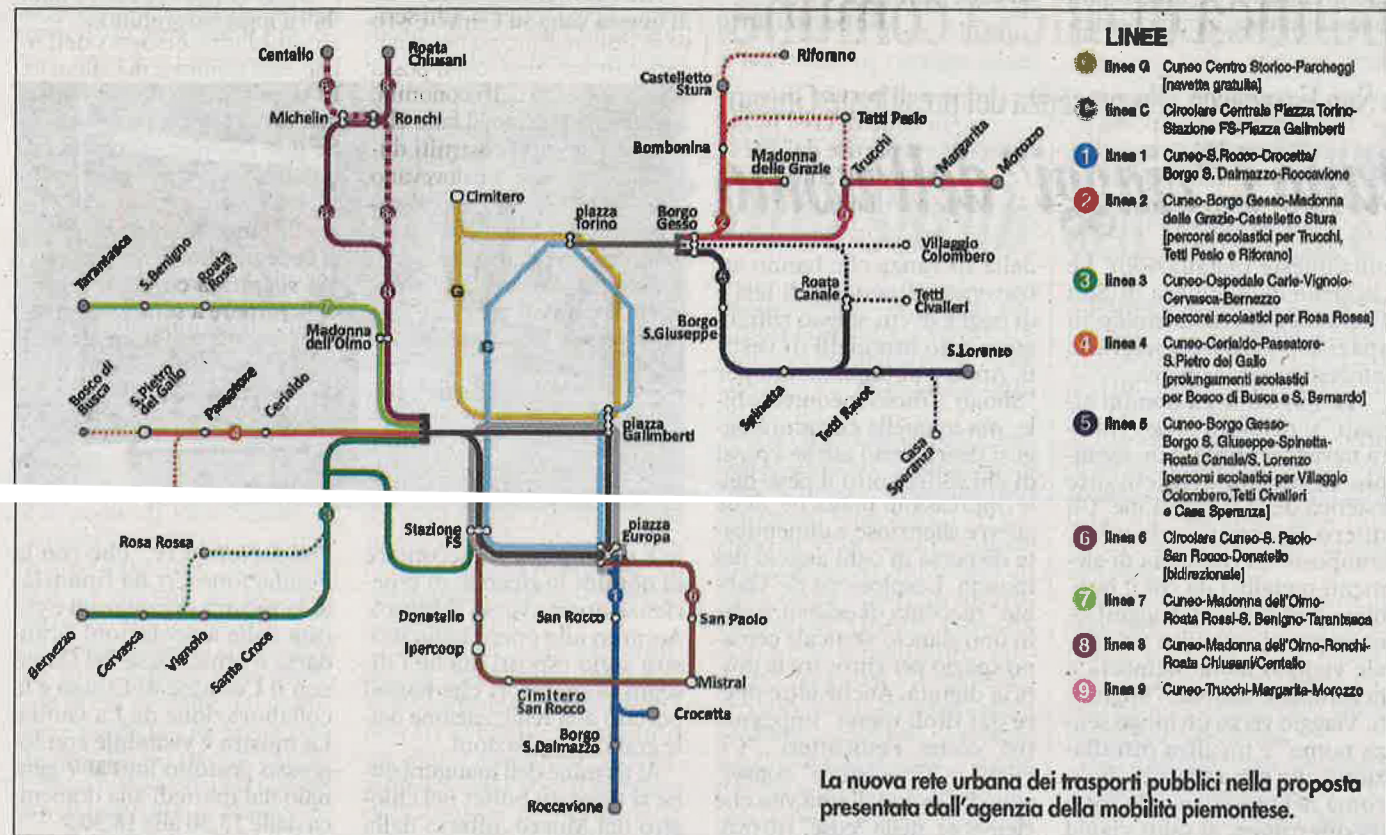 Centallo
Roata
Chiusani
Michelin
Ronchi
Riforano
Castelletto
Stura
Tetti Pesio
Bombonina
Madonna
delle Grazie
Trucchi
Margarita
Morozzo
Cimitero
piazza
Torino
Borgo
Gesso
Villaggio
Colombero
Roata
Canale
Tetti
Civalleri
Borgo
S.Giuseppe
S.Lorenzo
Spinetta
Tetti Ravot
Casa
Speranza
Tarantasca
S.Benigno
Roata
Rossi
Madonna
dell'Olmo
Bosco di
Busca
S.Pietro
del Gallo
Passatore
Cerialdo
piazza
Galimberti
Stazione
FS
piazza
Europa
Rosa Rossa
Bernezzo
Cervasca
Vignolo
Santa Croce
Donatello
Ipercoop
San Rocco
San Paolo
Cimitero
San Rocco
Mistral
Crocetta
Borgo
S.Dalmazzo
Roccavione
LINEE
linea G Cuneo Centro Storico-Parcheggi
[navetta gratuita]
C linea C Circolare Centrale Piazza Torino-
Stazione FS-Piazza Galimberti
1 linea 1 Cuneo-S.Rocco-Crocetta/
Borgo S. Dalmazzo-Roccavione
2 linea 2 Cuneo-Borgo Gesso-Madonna
delle Grazie-Castelletto Stura
[percorsi scolastici per Trucchi,
Tetti Pesio e Riforano]
3 linea 3 Cuneo-Ospedale Carle-Vignolo-
Cervasca-Bernezzo
[percorsi scolastici per Rosa Rossa]
4 linea 4 Cuneo-Cerialdo-Passatore-
S.Pietro del Gallo
[prolungamenti scolastici
per Bosco di Busca e S. Bernardo]
5 linea 5 Cuneo-Borgo Gesso-
Borgo S. Giuseppe-Spinetta-
Roata Canale/S. Lorenzo
[percorsi scolastici per Villaggio
Colombero, Tetti Civalleri
e Casa Speranza]
6 linea 6 Circolare Cuneo-S. Paolo-
San Rocco-Donatello
[bidirezionale]
7 linea 7 Cuneo-Madonna dell'Olmo-
Roata Rossi-S. Benigno-Tarantasca
8 linea 8 Cuneo-Madonna dell'Olmo-Ronchi-
Roata Chiusani/Centallo
9 linea 9 Cuneo-Trucchi-Margarita-Morozzo
La nuova rete urbana dei trasporti pubblici nella proposta
presentata dall'agenzia della mobilità piemontese.